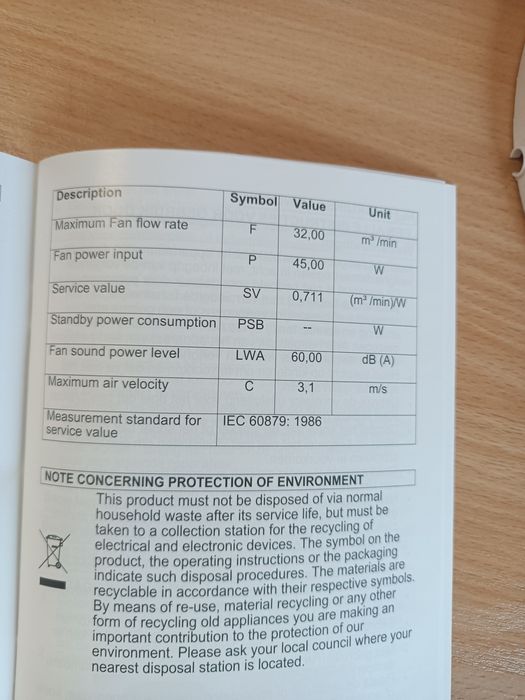 Description Symbol Value Unit
Maximum Fan flow rate F 32,00 m³/min
Fan power input P 45,00 W
Service value SV 0,711 (m³/min)/W
Standby power consumption PSB -- W
Fan sound power level LWA 60,00 dB (A)
Maximum air velocity C 3,1 m/s
Measurement standard for IEC 60879: 1986
service value
NOTE CONCERNING PROTECTION OF ENVIRONMENT
This product must not be disposed of via normal
household waste after its service life, but must be
taken to a collection station for the recycling of
electrical and electronic devices. The symbol on the
product, the operating instructions or the packaging
indicate such disposal procedures. The materials are
recyclable in accordance with their respective symbols.
By means of re-use, material recycling or any other
form of recycling old appliances you are making an
important contribution to the protection of our
environment. Please ask your local council where your
nearest disposal station is located.